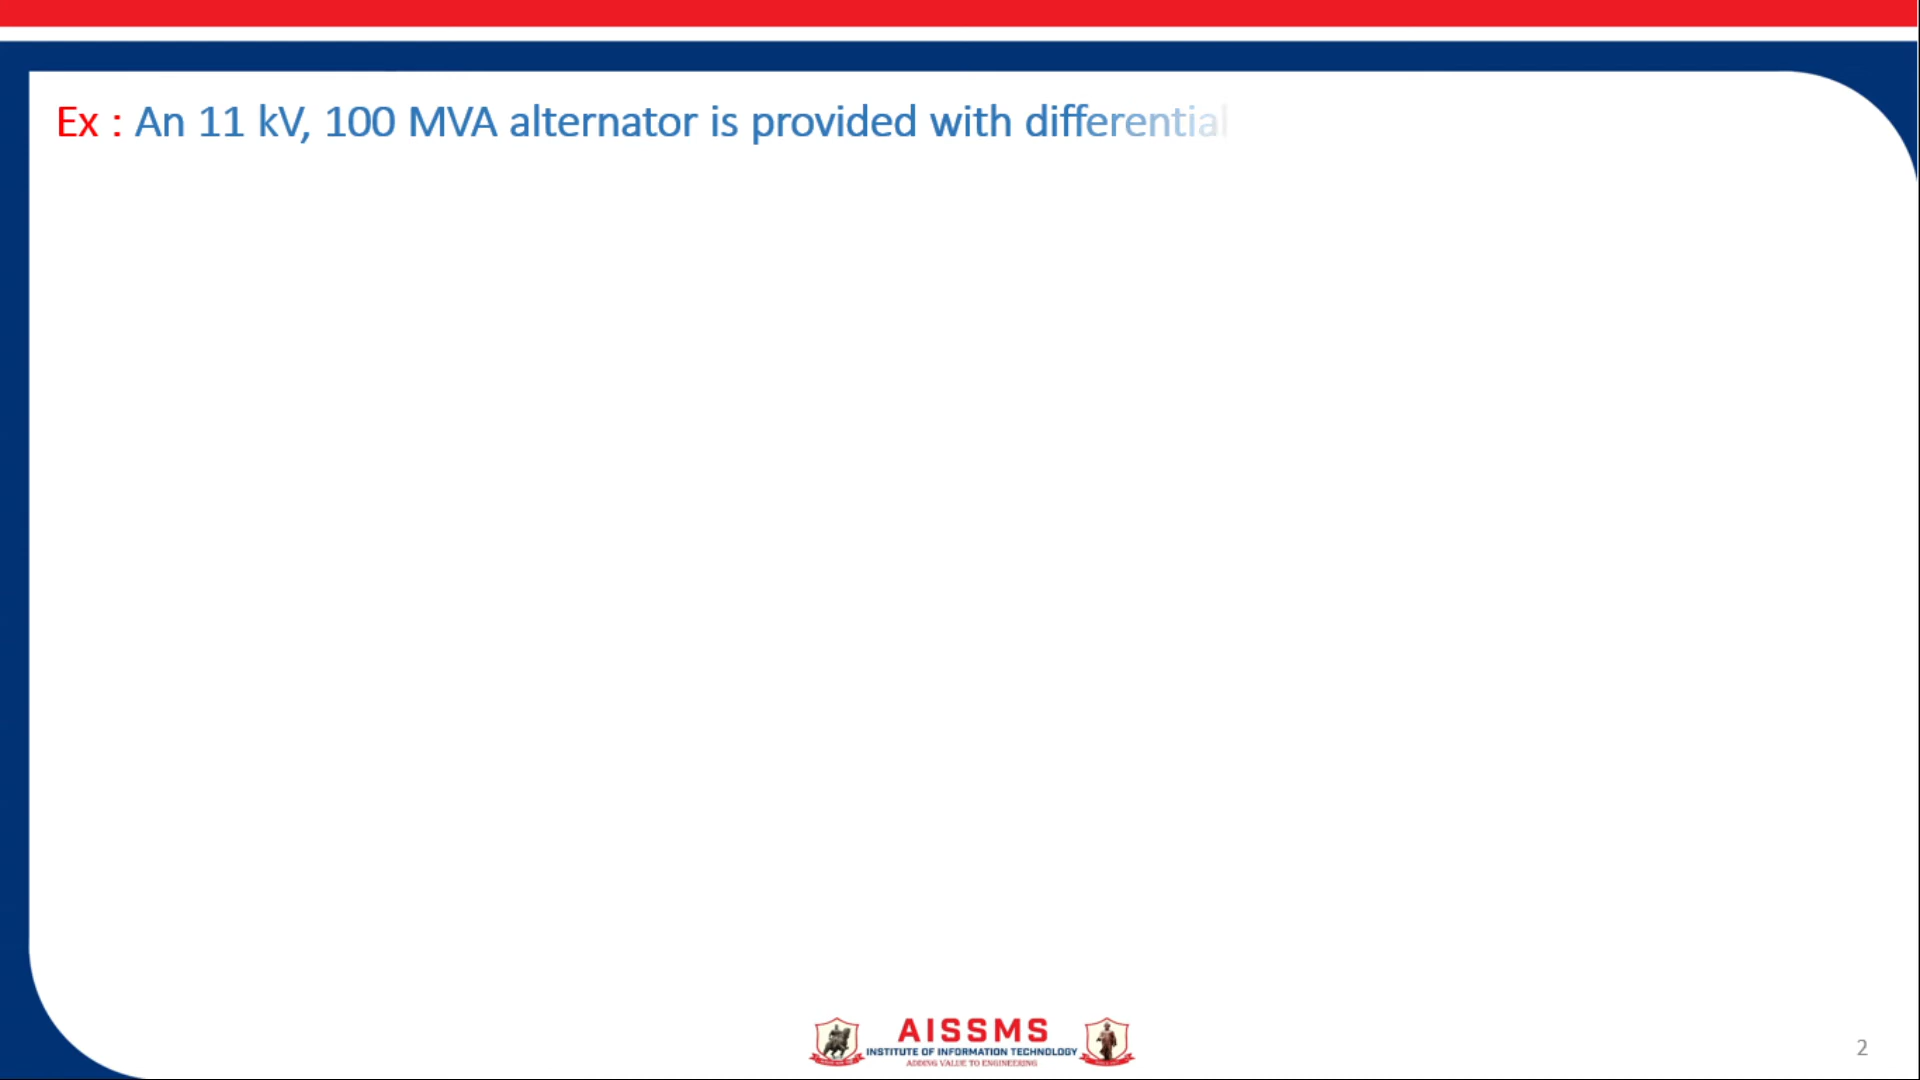 Ex : An 11 kV, 100 MVA alternator is provided with differential
AISSMS
INSTITUTE OF INFORMATION TECHNOLOGY
ADDING VALUE TO ENGINEERING
2